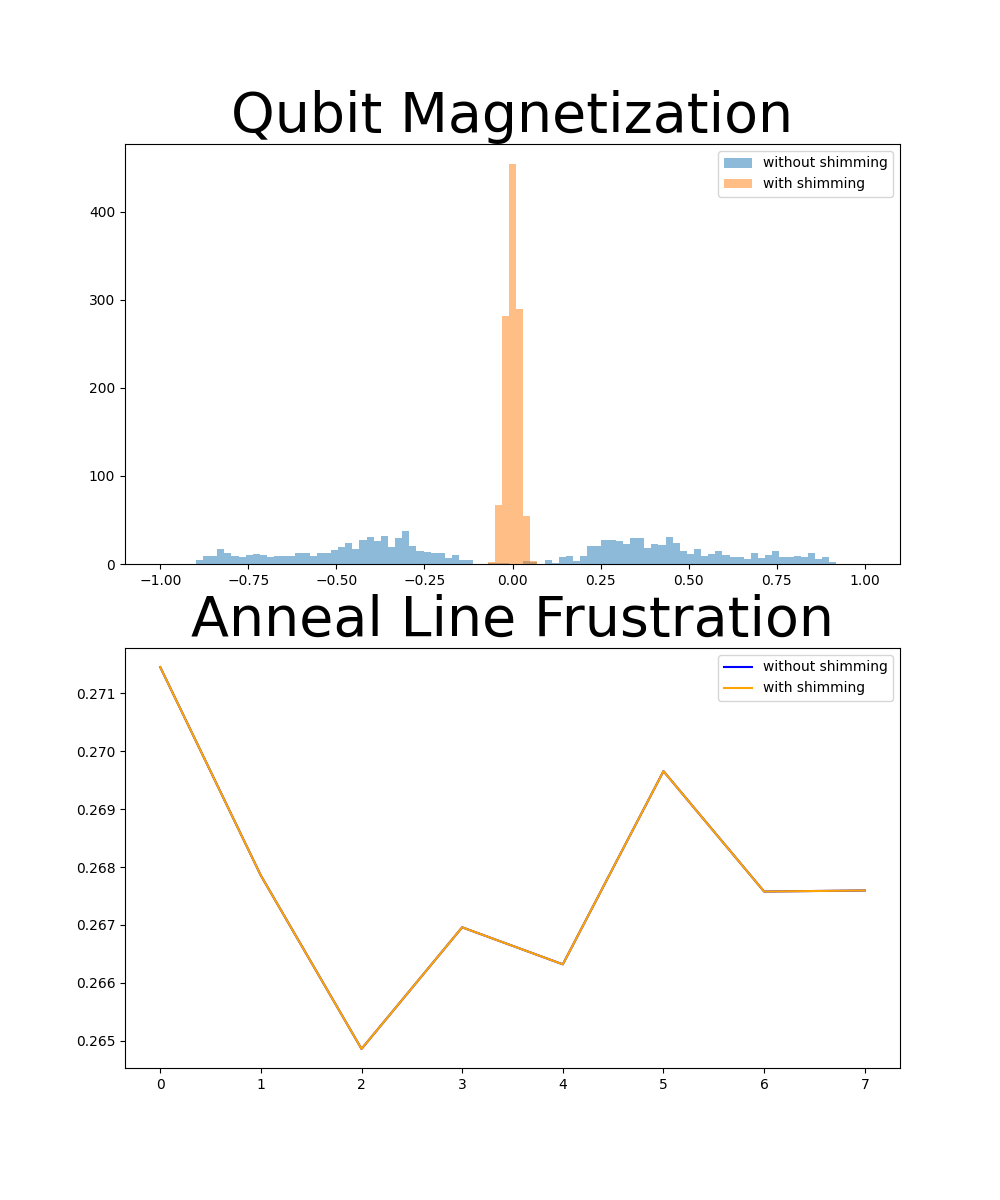 Qubit Magnetization
without shimming
with shimming
400
300
200
100
0
−1.00 −0.75 −0.50 −0.25 0.00 0.25 0.50 0.75 1.00
Anneal Line Frustration
without shimming
with shimming
0.271
0.270
0.269
0.268
0.267
0.266
0.265
0 1 2 3 4 5 6 7